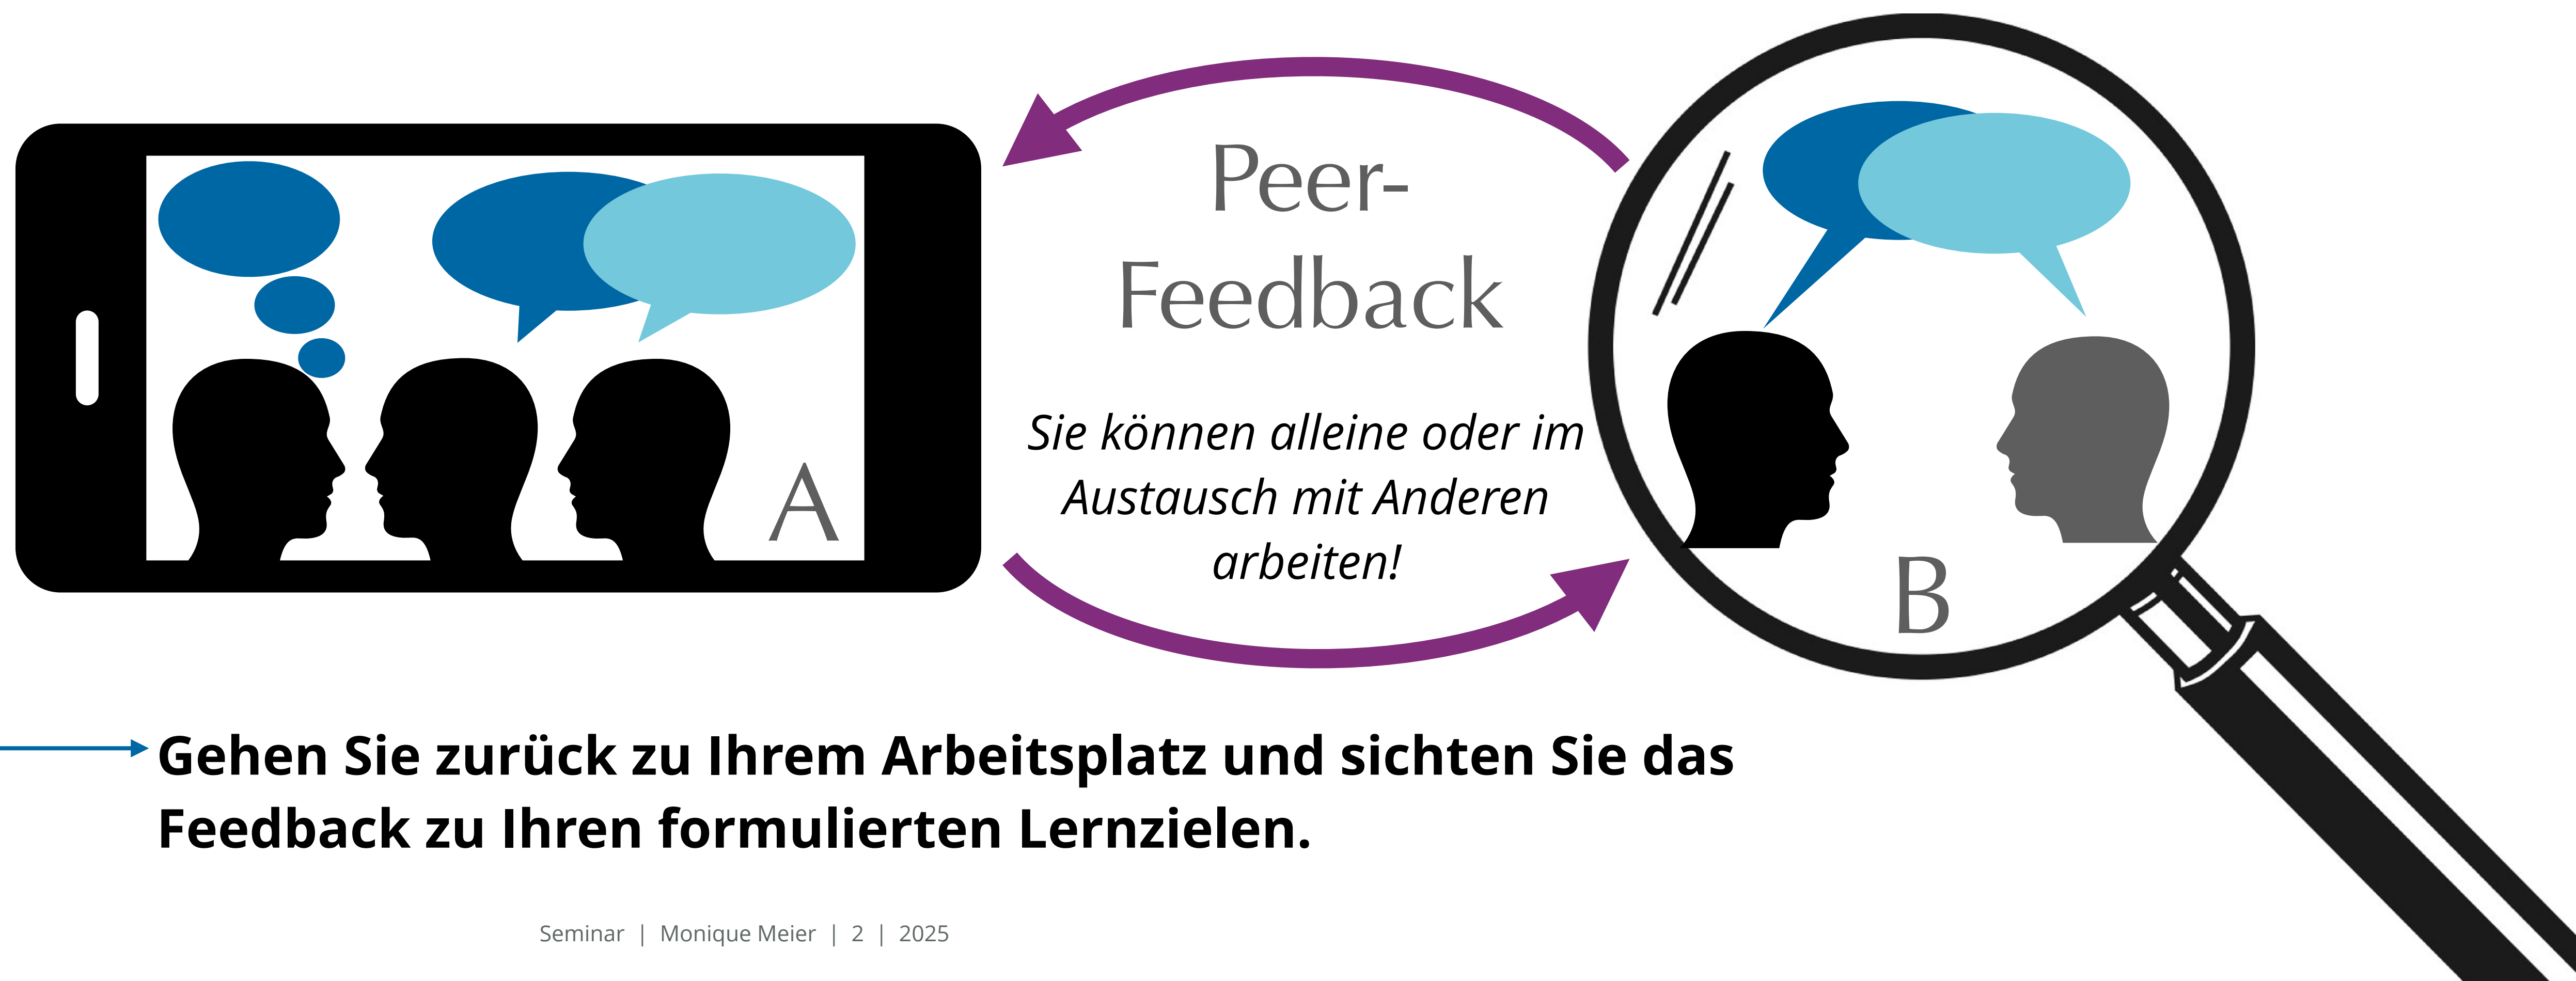 Peer-
Feedback
Sie können alleine oder im
Austausch mit Anderen
arbeiten!
A
B
Gehen Sie zurück zu Ihrem Arbeitsplatz und sichten Sie das
Feedback zu Ihren formulierten Lernzielen.
Seminar | Monique Meier | 2 | 2025